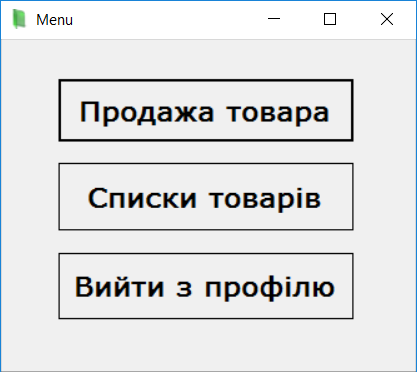 Menu
Продажа товара
Списки товарів
Вийти з профілю